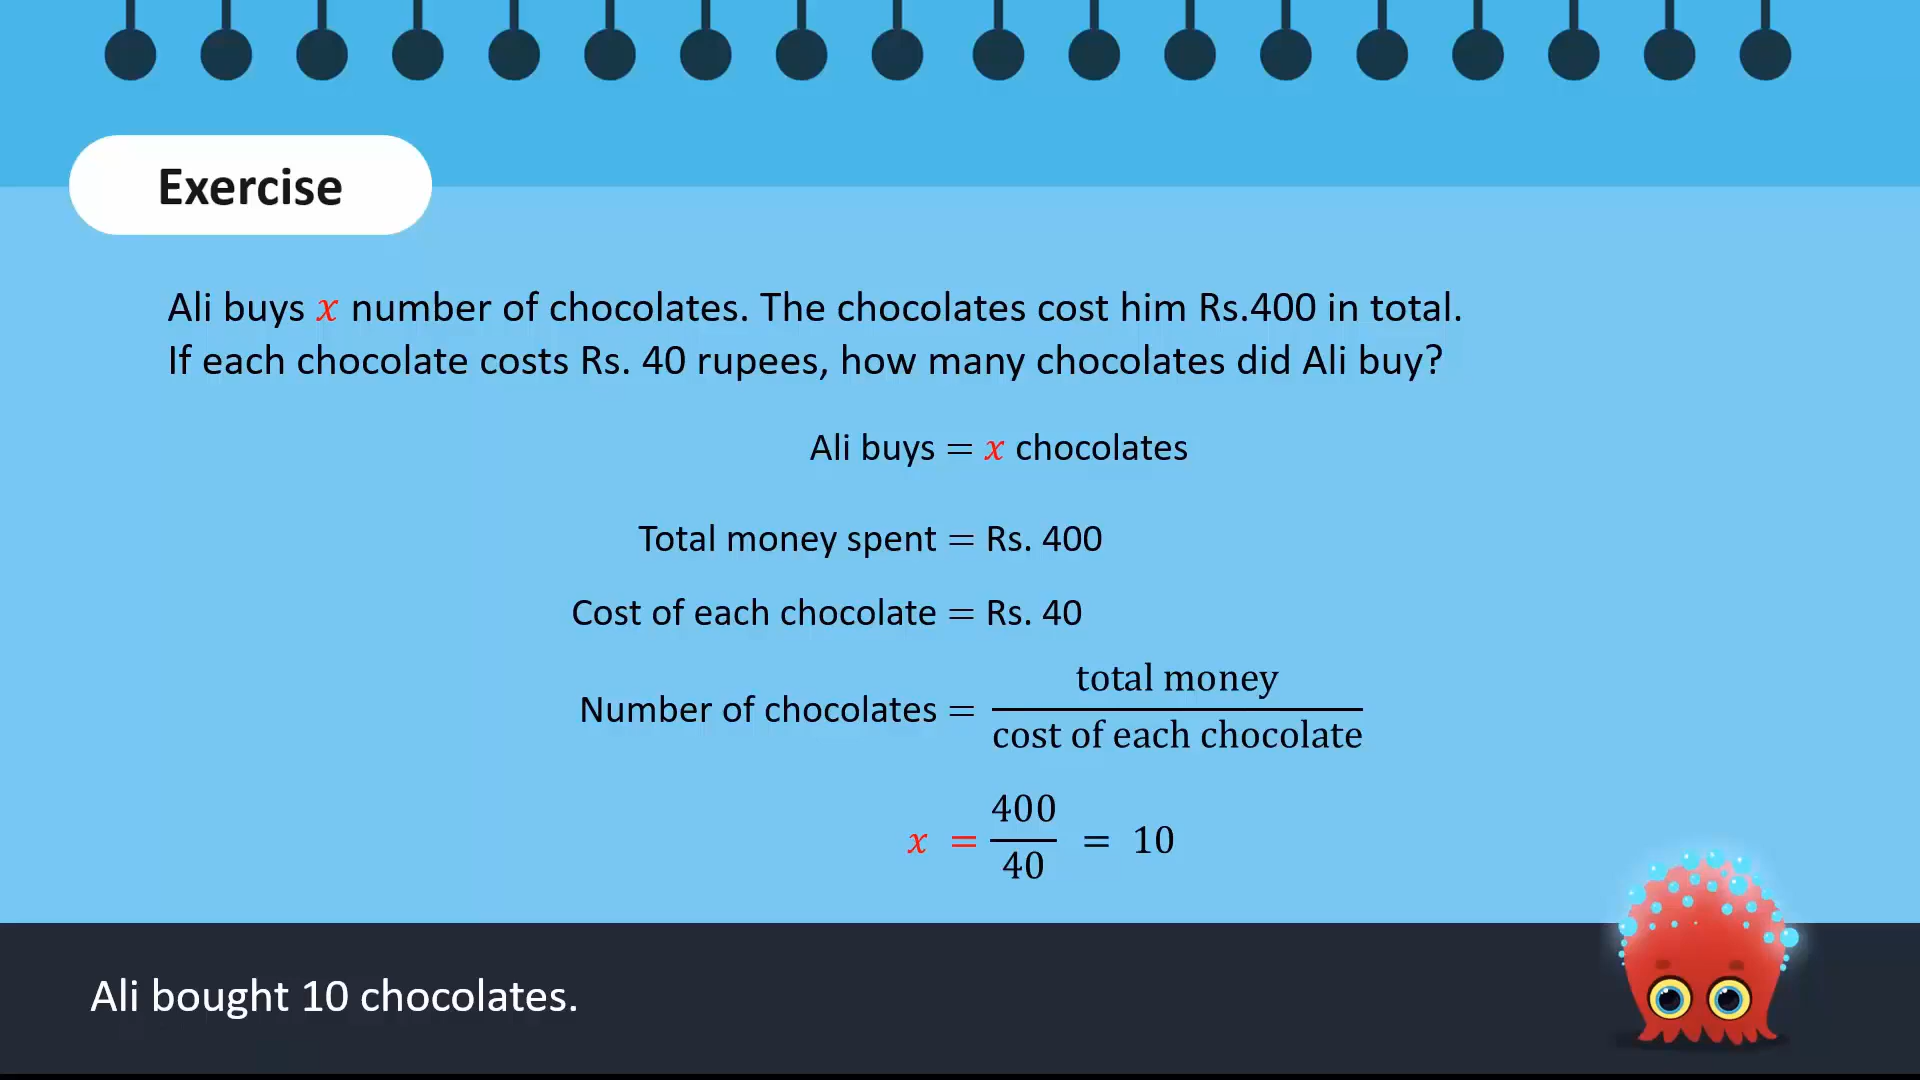 Exercise
Ali buys x number of chocolates. The chocolates cost him Rs.400 in total.
If each chocolate costs Rs. 40 rupees, how many chocolates did Ali buy?
Ali buys = x chocolates
Total money spent = Rs. 400
Cost of each chocolate = Rs. 40
Number of chocolates = total money / cost of each chocolate
x = 400/40 = 10
Ali bought 10 chocolates.